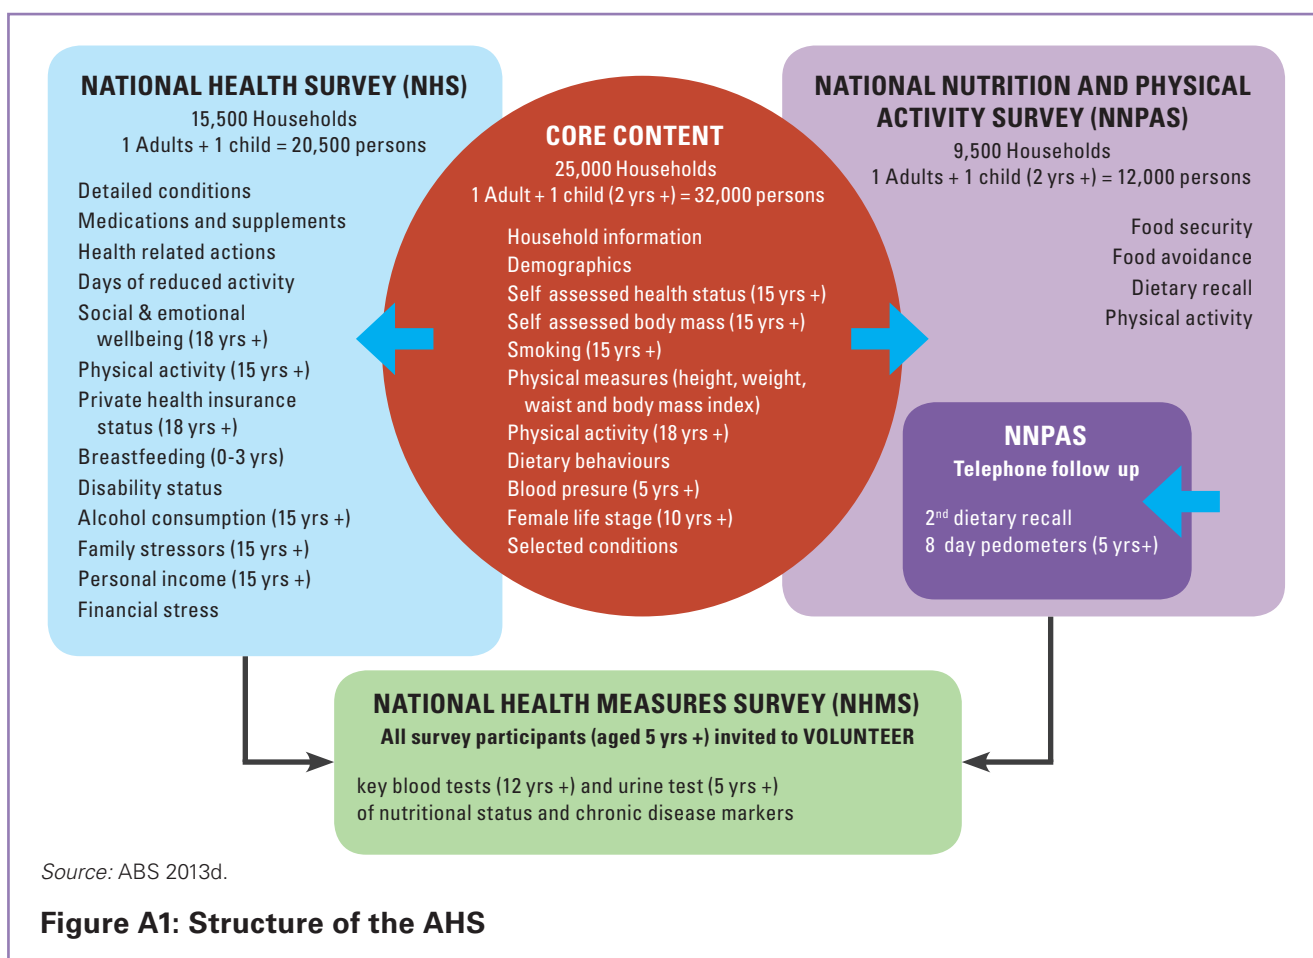 NATIONAL HEALTH SURVEY (NHS)
15,500 Households
1 Adults + 1 child = 20,500 persons
Detailed conditions
Medications and supplements
Health related actions
Days of reduced activity
Social & emotional
wellbeing (18 yrs +)
Physical activity (15 yrs +)
Private health insurance
status (18 yrs +)
Breastfeeding (0-3 yrs)
Disability status
Alcohol consumption (15 yrs +)
Family stressors (15 yrs +)
Personal income (15 yrs +)
Financial stress
CORE CONTENT
25,000 Households
1 Adult + 1 child (2 yrs +) = 32,000 persons
Household information
Demographics
Self assessed health status (15 yrs +)
Self assessed body mass (15 yrs +)
Smoking (15 yrs +)
Physical measures (height, weight,
waist and body mass index)
Physical activity (18 yrs +)
Dietary behaviours
Blood presure (5 yrs +)
Female life stage (10 yrs +)
Selected conditions
NATIONAL NUTRITION AND PHYSICAL
ACTIVITY SURVEY (NNPAS)
9,500 Households
1 Adults + 1 child (2 yrs +) = 12,000 persons
Food security
Food avoidance
Dietary recall
Physical activity
NNPAS
Telephone follow up
2nd dietary recall
8 day pedometers (5 yrs+)
NATIONAL HEALTH MEASURES SURVEY (NHMS)
All survey participants (aged 5 yrs +) invited to VOLUNTEER
key blood tests (12 yrs +) and urine test (5 yrs +)
of nutritional status and chronic disease markers
Source: ABS 2013d.
Figure A1: Structure of the AHS